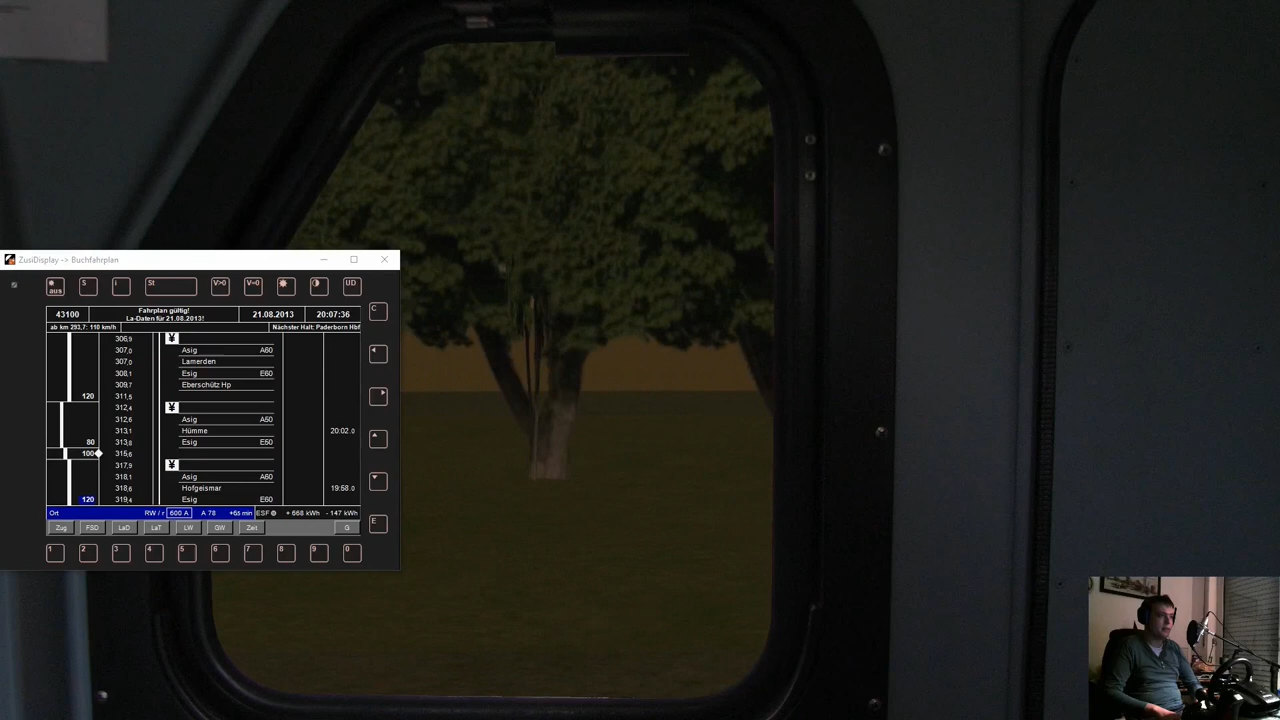 ZusiDisplay -> Buchfahrplan
aus S i St V>0 V=0 UD
C
43100 Fahrplan gültig! La-Daten für 21.08.2013! 21.08.2013 20:07:36
ab km 293,7: 110 km/h Nächster Halt: Paderborn Hbf
306,9 ¥
307,0 Asig A60
307,0 Lamerden
308,1 Esig E60
309,7 Eberschütz Hp
120 311,5
312,4 ¥
312,6 Asig A50
313,1 Hümme 20:02.0
80 313,8 Esig E50
100 315,6
317,9 ¥
318,1 Asig A60
318,6 Hofgeismar 19:58.0
120 319,4 Esig E60
Ort RW / r 600 A A 78 +6s min ESF + 668 kWh - 147 kWh
Zug FSD LaD LaT LW GW Zeit G
E
1 2 3 4 5 6 7 8 9 0